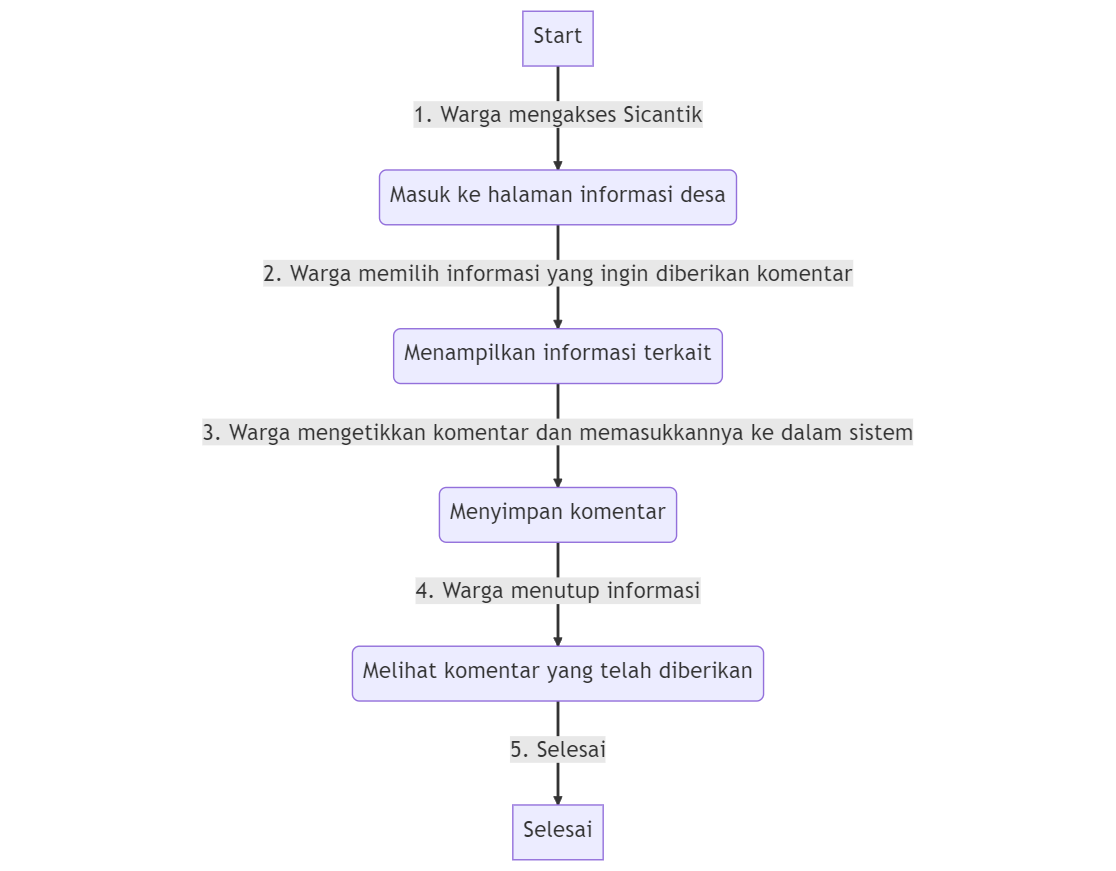 Start
1. Warga mengakses Sicantik
Masuk ke halaman informasi desa
2. Warga memilih informasi yang ingin diberikan komentar
Menampilkan informasi terkait
3. Warga mengetikkan komentar dan memasukkannya ke dalam sistem
Menyimpan komentar
4. Warga menutup informasi
Melihat komentar yang telah diberikan
5. Selesai
Selesai